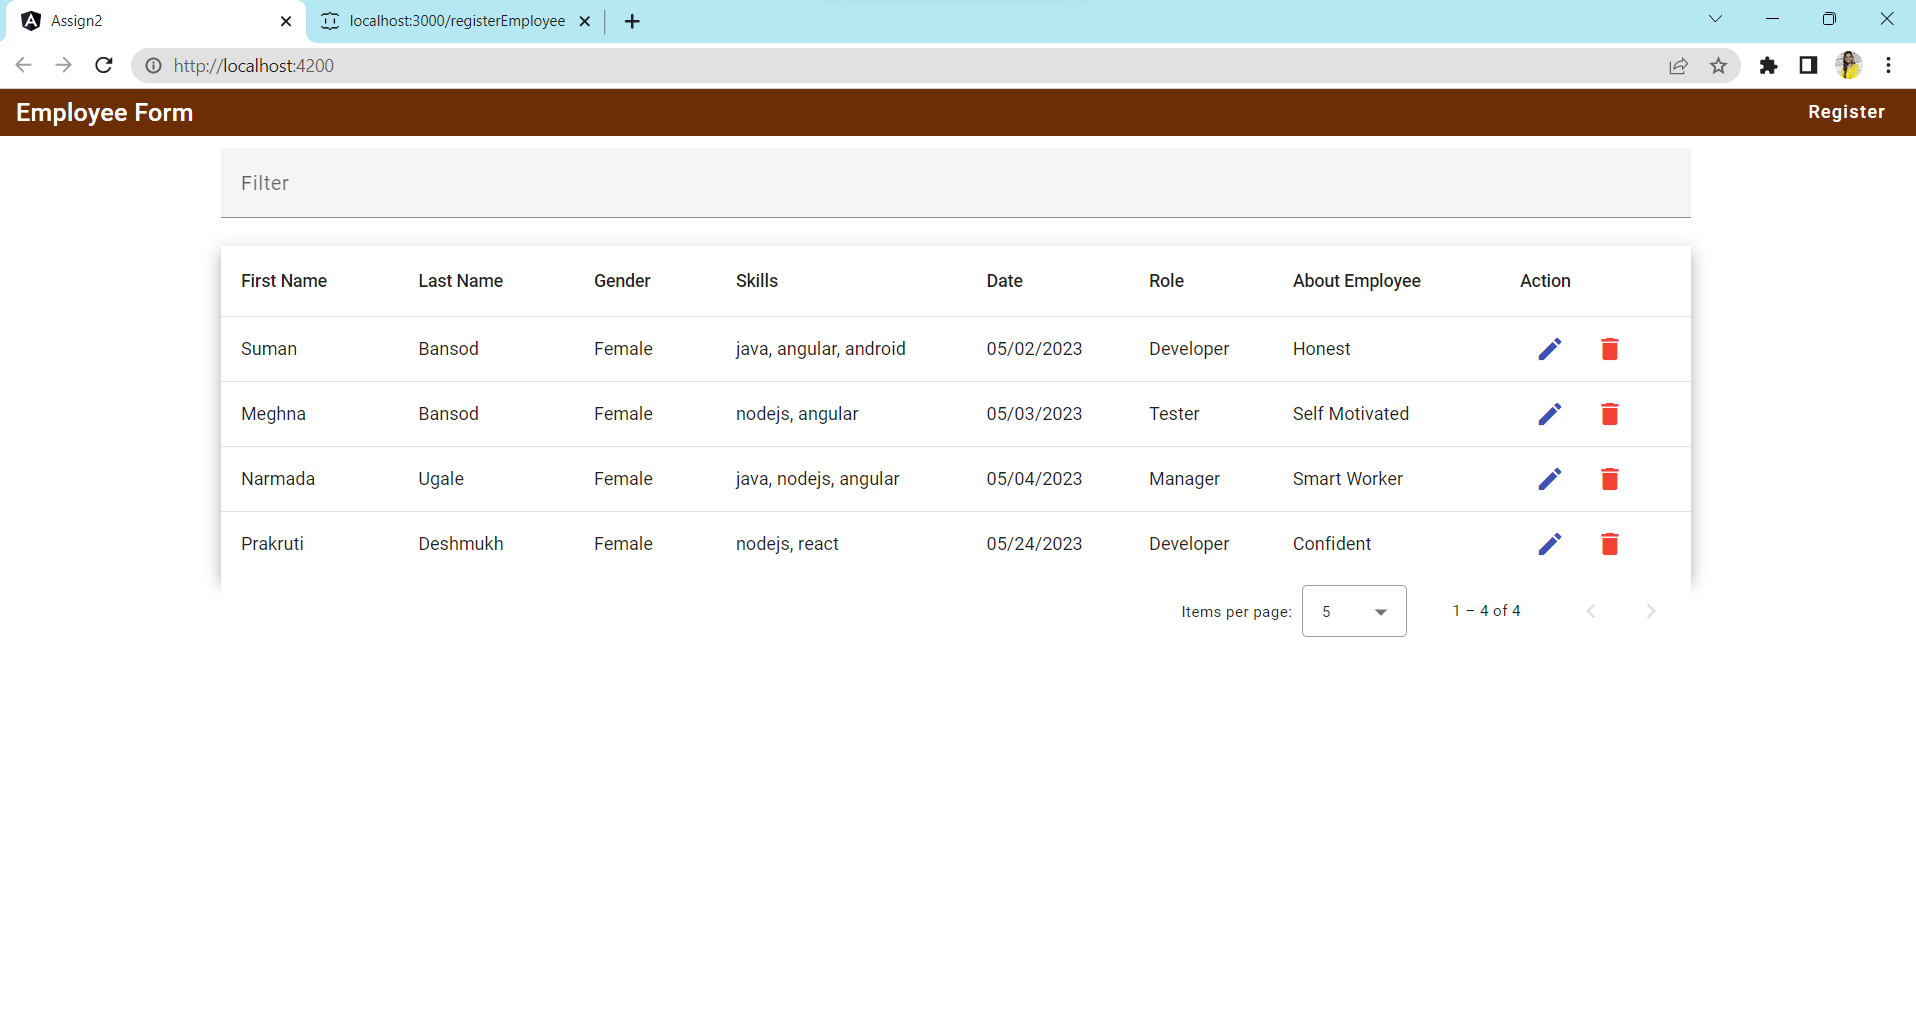 Assign2 localhost:3000/registerEmployee
http://localhost:4200
Employee Form Register
Filter
First Name Last Name Gender Skills Date Role About Employee Action
Suman Bansod Female java, angular, android 05/02/2023 Developer Honest
Meghna Bansod Female nodejs, angular 05/03/2023 Tester Self Motivated
Narmada Ugale Female java, nodejs, angular 05/04/2023 Manager Smart Worker
Prakruti Deshmukh Female nodejs, react 05/24/2023 Developer Confident
Items per page: 5 1 – 4 of 4